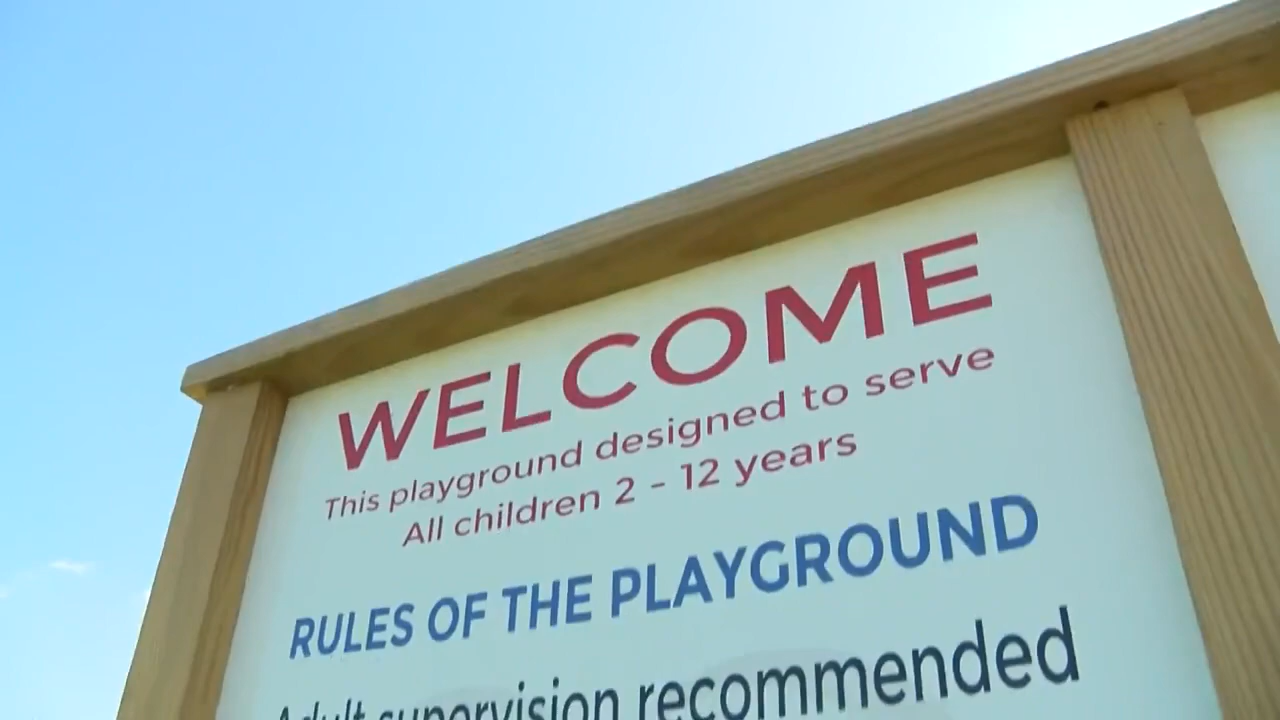 WELCOME
This playground designed to serve
All children 2 - 12 years
RULES OF THE PLAYGROUND
Adult supervision recommended